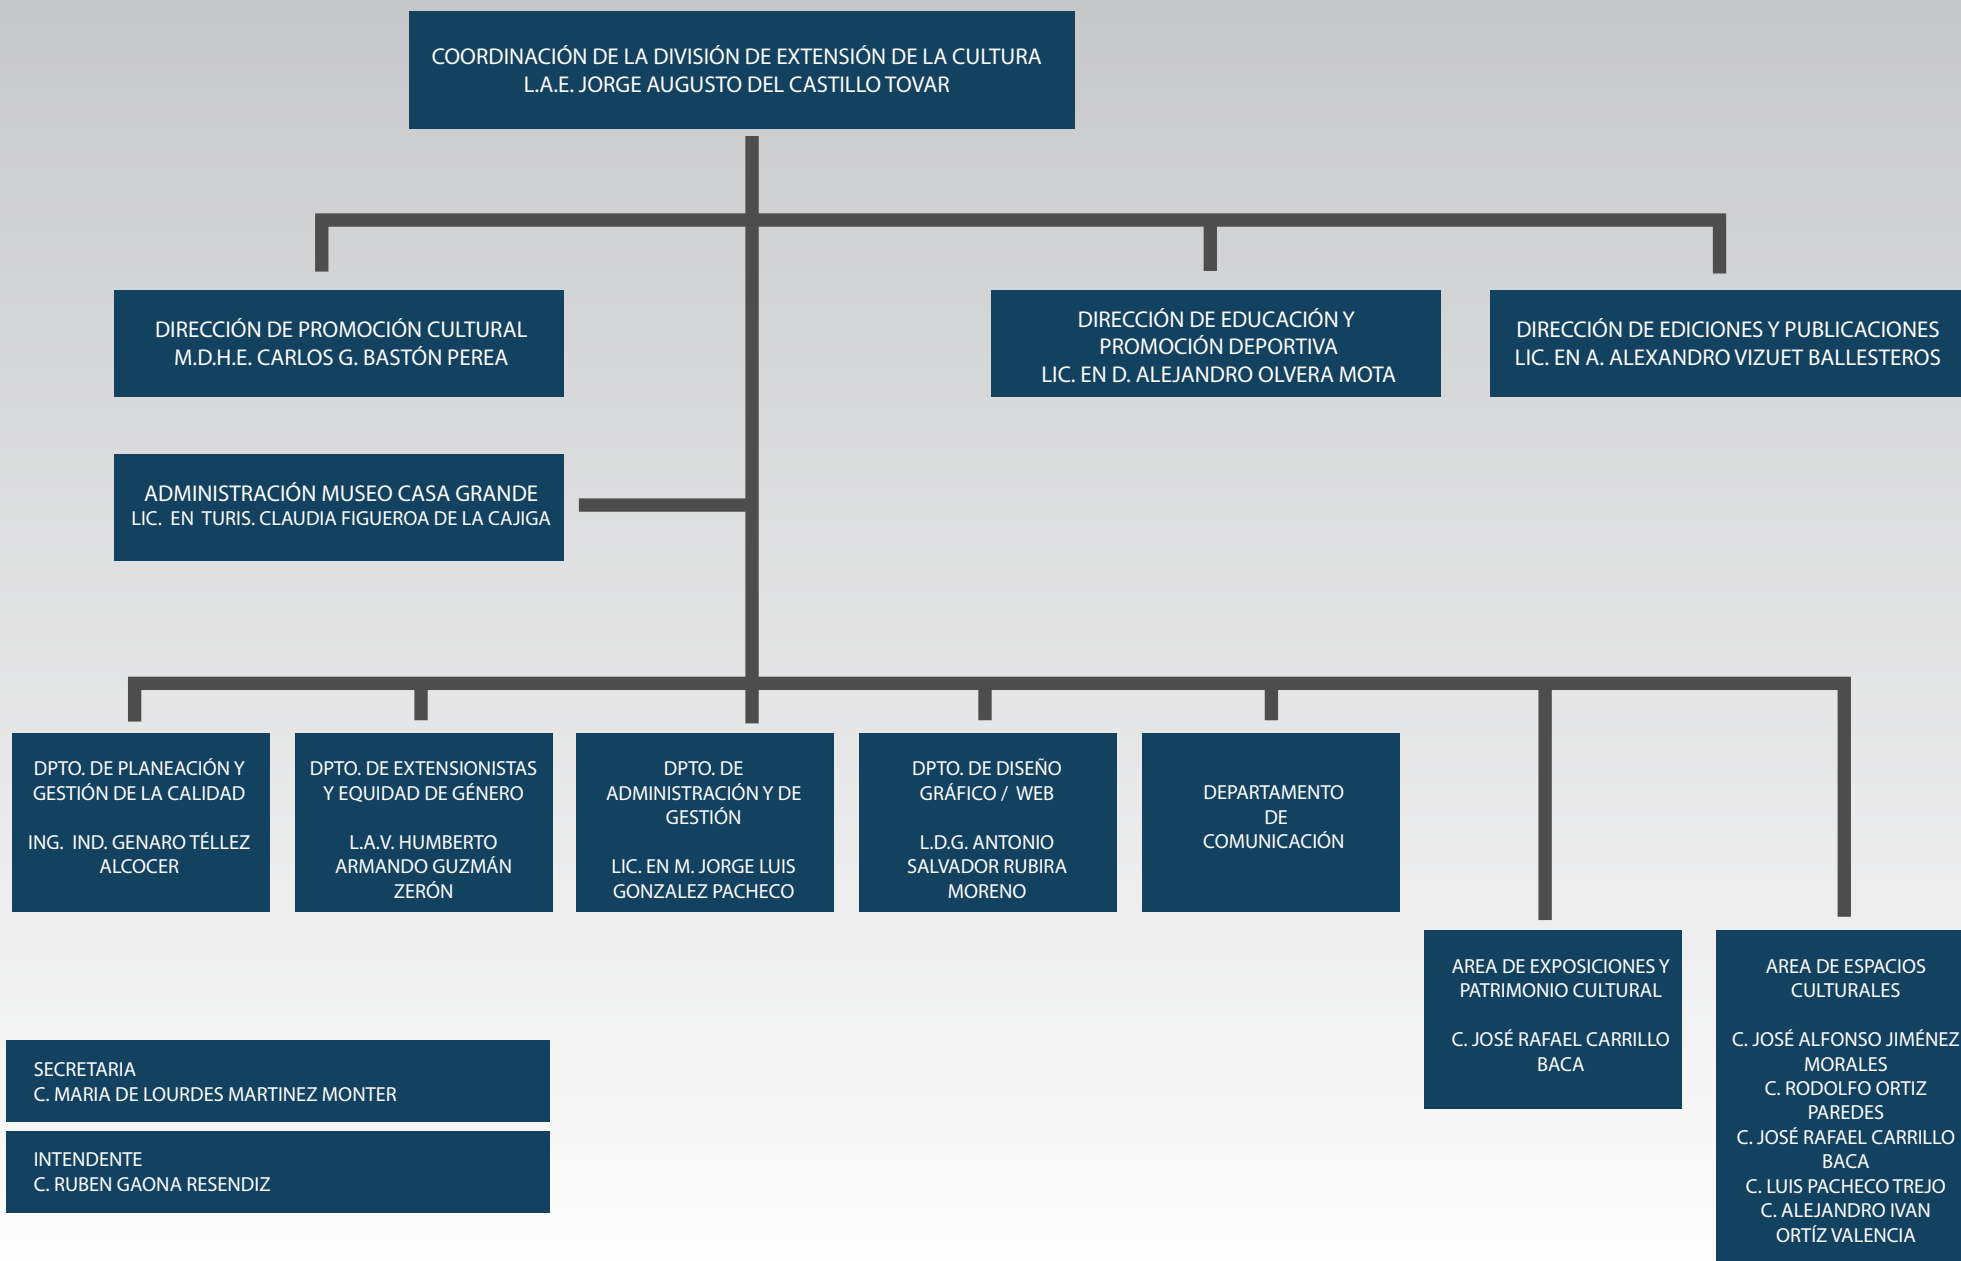 COORDINACIÓN DE LA DIVISIÓN DE EXTENSIÓN DE LA CULTURA
L.A.E. JORGE AUGUSTO DEL CASTILLO TOVAR
DIRECCIÓN DE PROMOCIÓN CULTURAL
M.D.H.E. CARLOS G. BASTÓN PEREA
DIRECCIÓN DE EDUCACIÓN Y
PROMOCIÓN DEPORTIVA
LIC. EN D. ALEJANDRO OLVERA MOTA
DIRECCIÓN DE EDICIONES Y PUBLICACIONES
LIC. EN A. ALEXANDRO VIZUET BALLESTEROS
ADMINISTRACIÓN MUSEO CASA GRANDE
LIC. EN TURIS. CLAUDIA FIGUEROA DE LA CAJIGA
DPTO. DE PLANEACIÓN Y
GESTIÓN DE LA CALIDAD
ING. IND. GENARO TÉLLEZ
ALCOCER
DPTO. DE EXTENSIONISTAS
Y EQUIDAD DE GÉNERO
L.A.V. HUMBERTO
ARMANDO GUZMÁN
ZERÓN
DPTO. DE
ADMINISTRACIÓN Y DE
GESTIÓN
LIC. EN M. JORGE LUIS
GONZALEZ PACHECO
DPTO. DE DISEÑO
GRÁFICO / WEB
L.D.G. ANTONIO
SALVADOR RUBIRA
MORENO
DEPARTAMENTO
DE
COMUNICACIÓN
AREA DE EXPOSICIONES Y
PATRIMONIO CULTURAL
C. JOSÉ RAFAEL CARRILLO
BACA
AREA DE ESPACIOS
CULTURALES
C. JOSÉ ALFONSO JIMÉNEZ
MORALES
C. RODOLFO ORTIZ
PAREDES
C. JOSÉ RAFAEL CARRILLO
BACA
C. LUIS PACHECO TREJO
C. ALEJANDRO IVAN
ORTÍZ VALENCIA
SECRETARIA
C. MARIA DE LOURDES MARTINEZ MONTER
INTENDENTE
C. RUBEN GAONA RESENDIZ